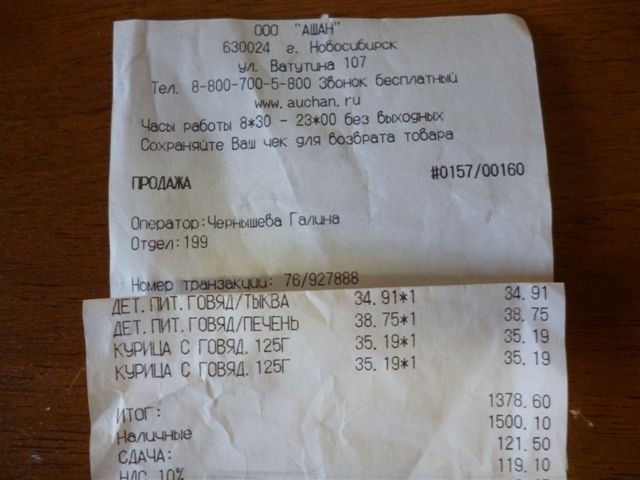 ООО "АШАН"
630024 г. Новосибирск
ул. Ватутина 107
Тел. 8-800-700-5-800 Звонок бесплатный
www.auchan.ru
Часы работы 8*30 - 23*00 без выходных
Сохраняйте Ваш чек для возврата товара
ПРОДАЖА #0157/00160
Оператор:Чернышева Галина
Отдел:199
Номер транзакции: 76/927888
ДЕТ.ПИТ.ГОВЯД/ТЫКВА 34.91*1 34.91
ДЕТ.ПИТ.ГОВЯД/ПЕЧЕНЬ 38.75*1 38.75
КУРИЦА С ГОВЯД.125Г 35.19*1 35.19
КУРИЦА С ГОВЯД.125Г 35.19*1 35.19
ИТОГ: 1378.60
Наличные 1500.10
СДАЧА: 121.50
НДС 10% 119.10